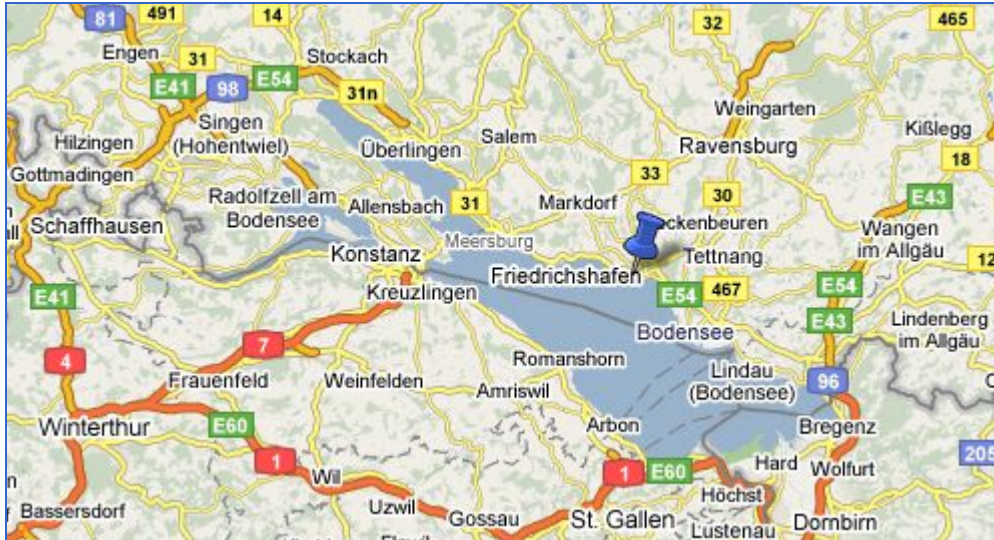 81
491
14
32
465
Engen
31
Stockach
E41
98
E54
31n
Weingarten
Singen
(Hohentwiel)
Hilzingen
Überlingen
Salem
Ravensburg
Kißlegg
Gottmadingen
33
18
Radolfzell am
Bodensee
Allensbach
31
Markdorf
30
E43
Schaffhausen
Meersburg
ckenbeuren
Wangen
im Allgäu
Konstanz
Friedrichshafen
Tettnang
12
E41
Kreuzlingen
E54
467
E54
E43
Lindenberg
im Allgäu
Bodensee
4
7
Romanshorn
Lindau
(Bodensee)
96
Frauenfeld
Weinfelden
Amriswil
Winterthur
E60
Arbon
Bregenz
1
Wil
1
E60
Hard
Wolfurt
205
Bassersdorf
Uzwil
Gossau
St. Gallen
Höchst
Lustenau
Dornbirn